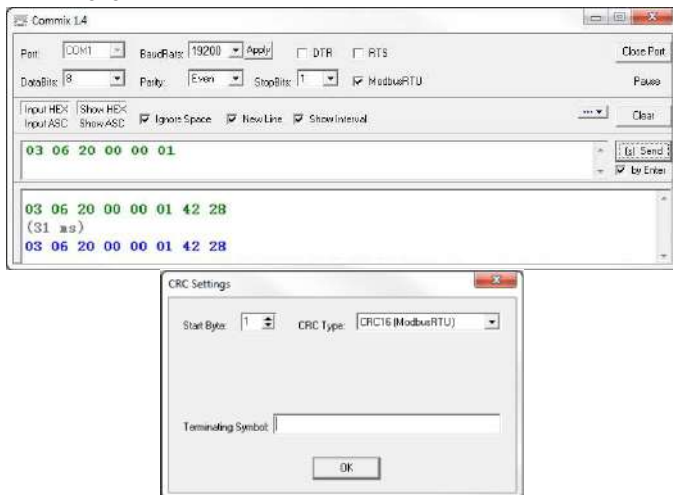 Commix 1.4
Port: COM1 BaudRate: 19200 Apply DTR RTS Close Port
DataBits: 8 Parity: Even StopBits: 1 ModbusRTU Pause
Input HEX Show HEX
Input ASC Show ASC Ignore Space New Line Show Interval ... Clear
03 06 20 00 00 01 [s] Send
by Enter
03 06 20 00 00 01 42 28
(31 ms)
03 06 20 00 00 01 42 28
CRC Settings
Start Byte: 1 CRC Type: CRC16 (ModbusRTU)
Terminating Symbol:
OK